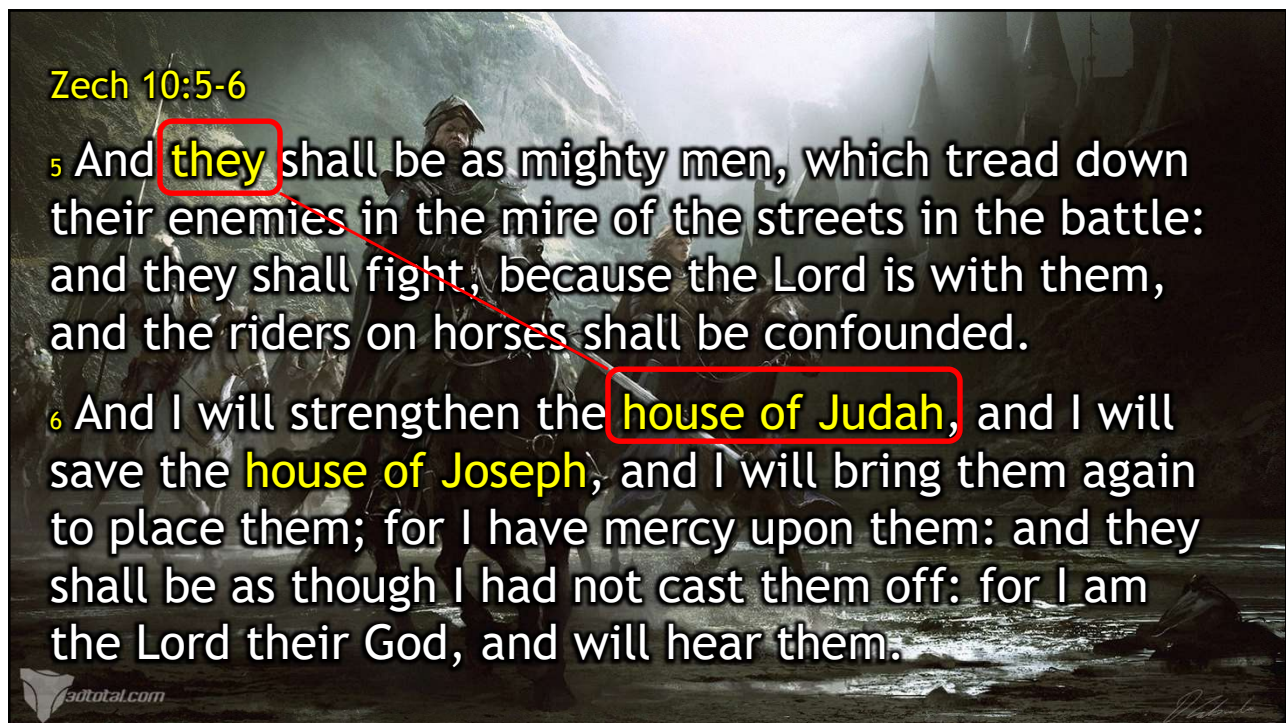 Zech 10:5-6
5 And they shall be as mighty men, which tread down
their enemies in the mire of the streets in the battle:
and they shall fight, because the Lord is with them,
and the riders on horses shall be confounded.
6 And I will strengthen the house of Judah, and I will
save the house of Joseph, and I will bring them again
to place them; for I have mercy upon them: and they
shall be as though I had not cast them off: for I am
the Lord their God, and will hear them.
3dtotal.com